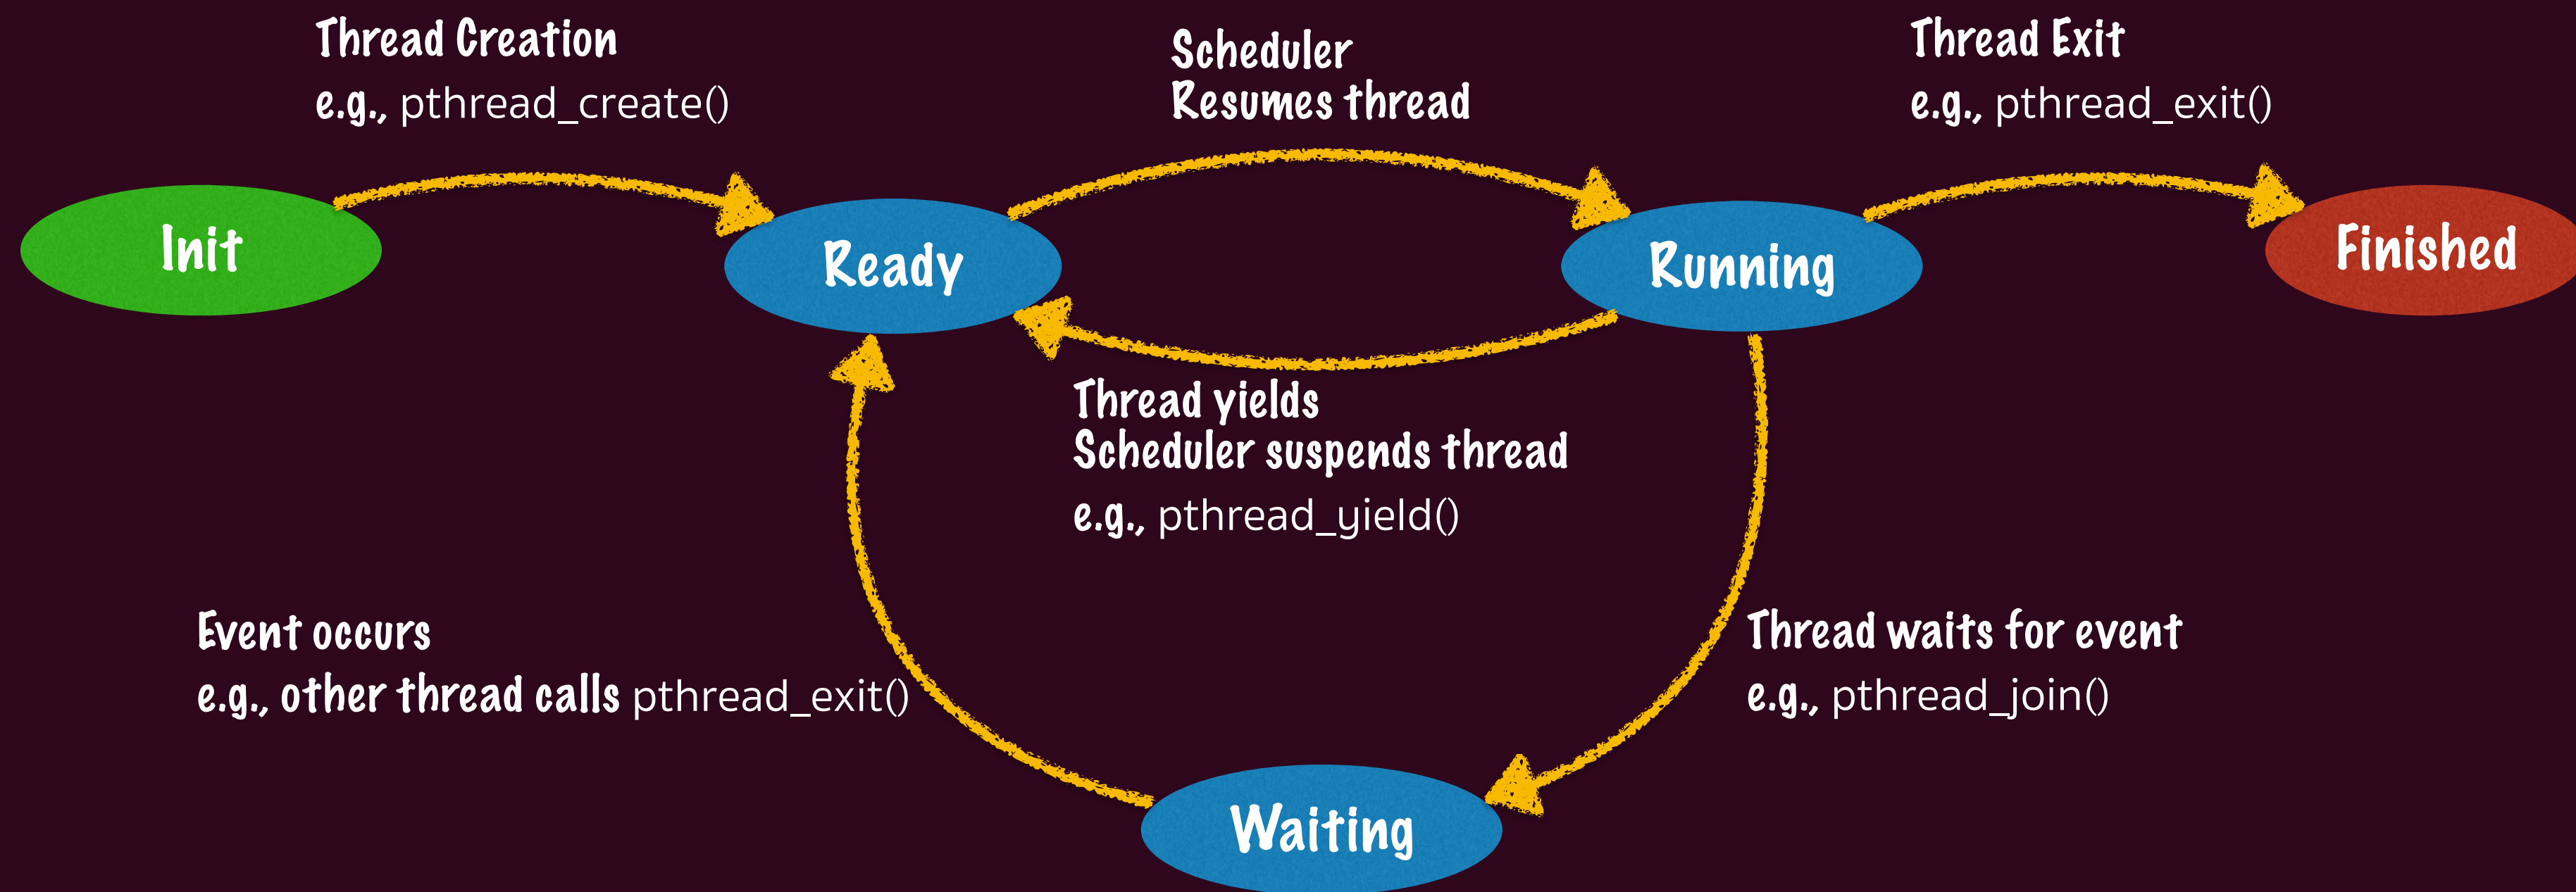 Thread Creation
e.g., pthread_create()
Scheduler
Resumes thread
Thread Exit
e.g., pthread_exit()
Init
Ready
Running
Finished
Thread yields
Scheduler suspends thread
e.g., pthread_yield()
Event occurs
e.g., other thread calls pthread_exit()
Thread waits for event
e.g., pthread_join()
Waiting